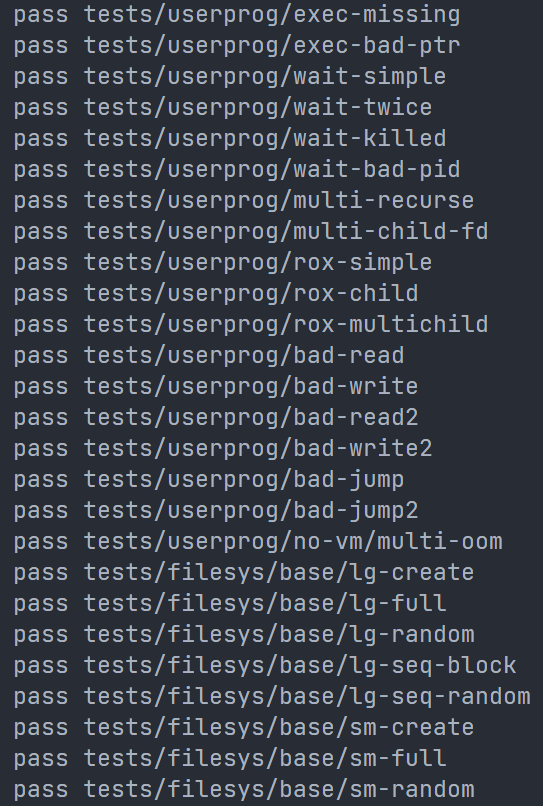 pass tests/userprog/exec-missing
pass tests/userprog/exec-bad-ptr
pass tests/userprog/wait-simple
pass tests/userprog/wait-twice
pass tests/userprog/wait-killed
pass tests/userprog/wait-bad-pid
pass tests/userprog/multi-recurse
pass tests/userprog/multi-child-fd
pass tests/userprog/rox-simple
pass tests/userprog/rox-child
pass tests/userprog/rox-multichild
pass tests/userprog/bad-read
pass tests/userprog/bad-write
pass tests/userprog/bad-read2
pass tests/userprog/bad-write2
pass tests/userprog/bad-jump
pass tests/userprog/bad-jump2
pass tests/userprog/no-vm/multi-oom
pass tests/filesys/base/lg-create
pass tests/filesys/base/lg-full
pass tests/filesys/base/lg-random
pass tests/filesys/base/lg-seq-block
pass tests/filesys/base/lg-seq-random
pass tests/filesys/base/sm-create
pass tests/filesys/base/sm-full
pass tests/filesys/base/sm-random